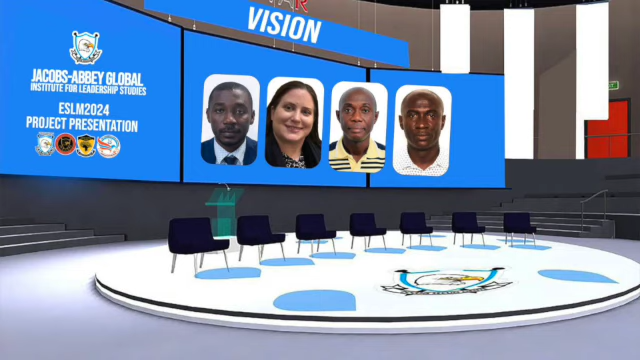 VISION
JACOBS-ABBEY GLOBAL
INSTITUTE FOR LEADERSHIP STUDIES
ESLM2024
PROJECT PRESENTATION